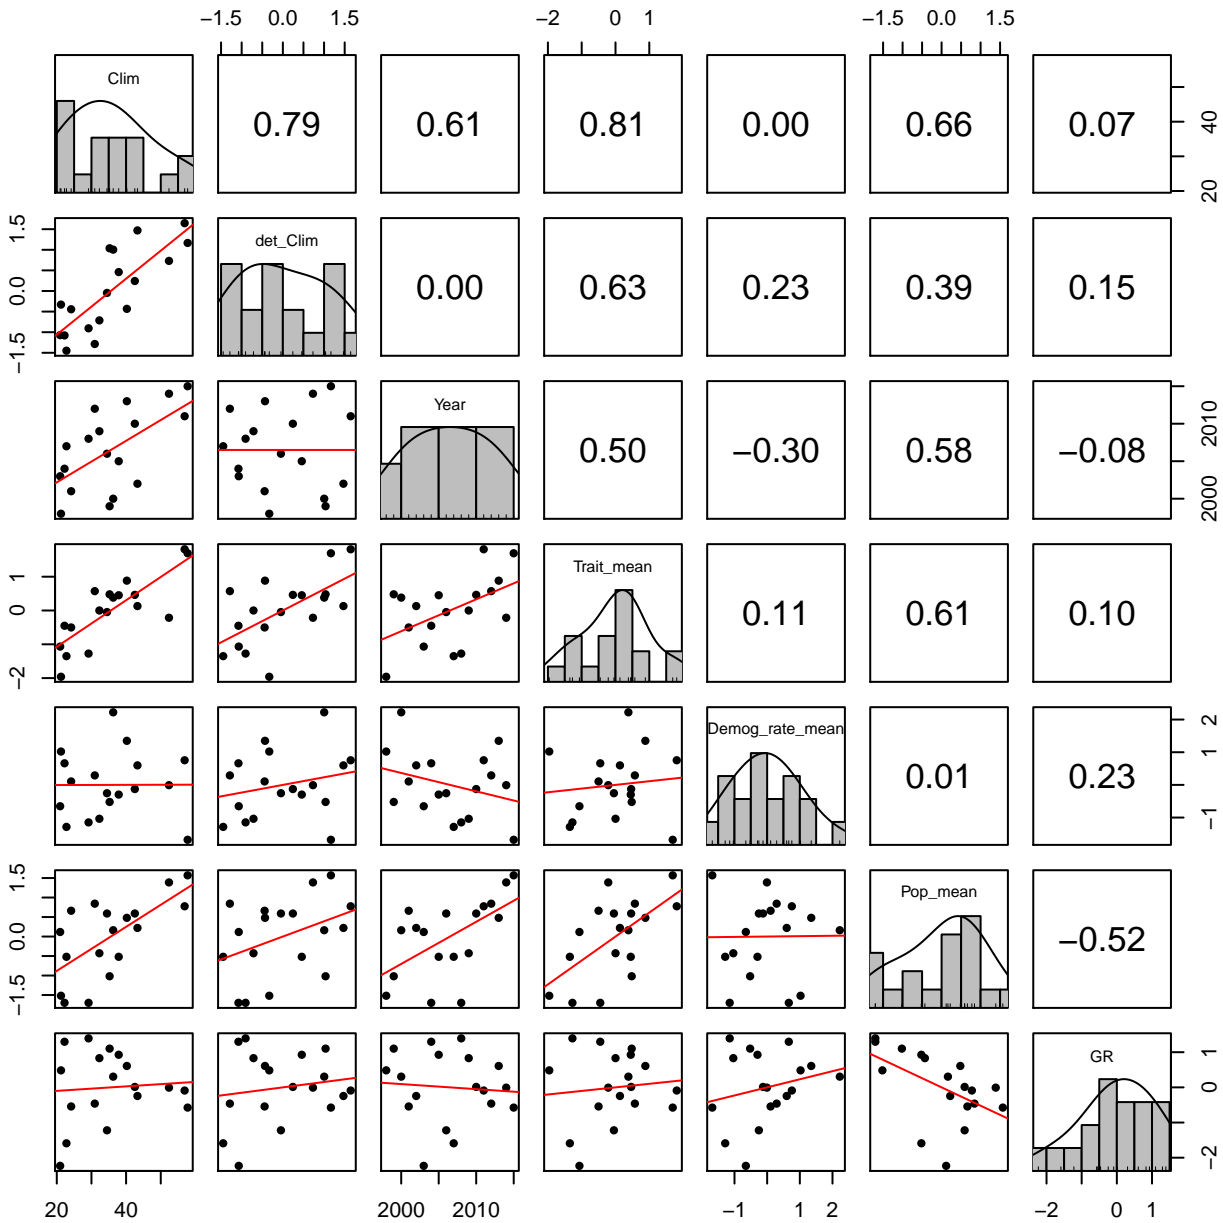 −1.5 0.0 1.5 −2 0 1 −1.5 0.0 1.5
Clim 0.79 0.61 0.81 0.00 0.66 0.07 20 40
−1.5 0.0 1.5 det_Clim 0.00 0.63 0.23 0.39 0.15
Year 0.50 −0.30 0.58 −0.08 2000 2010
−2 0 1 Trait_mean 0.11 0.61 0.10
Demog_rate_mean 0.01 0.23 −1 1 2
−1.5 0.0 1.5 Pop_mean −0.52
GR −2 0 1
20 40 2000 2010 −1 1 2 −2 0 1